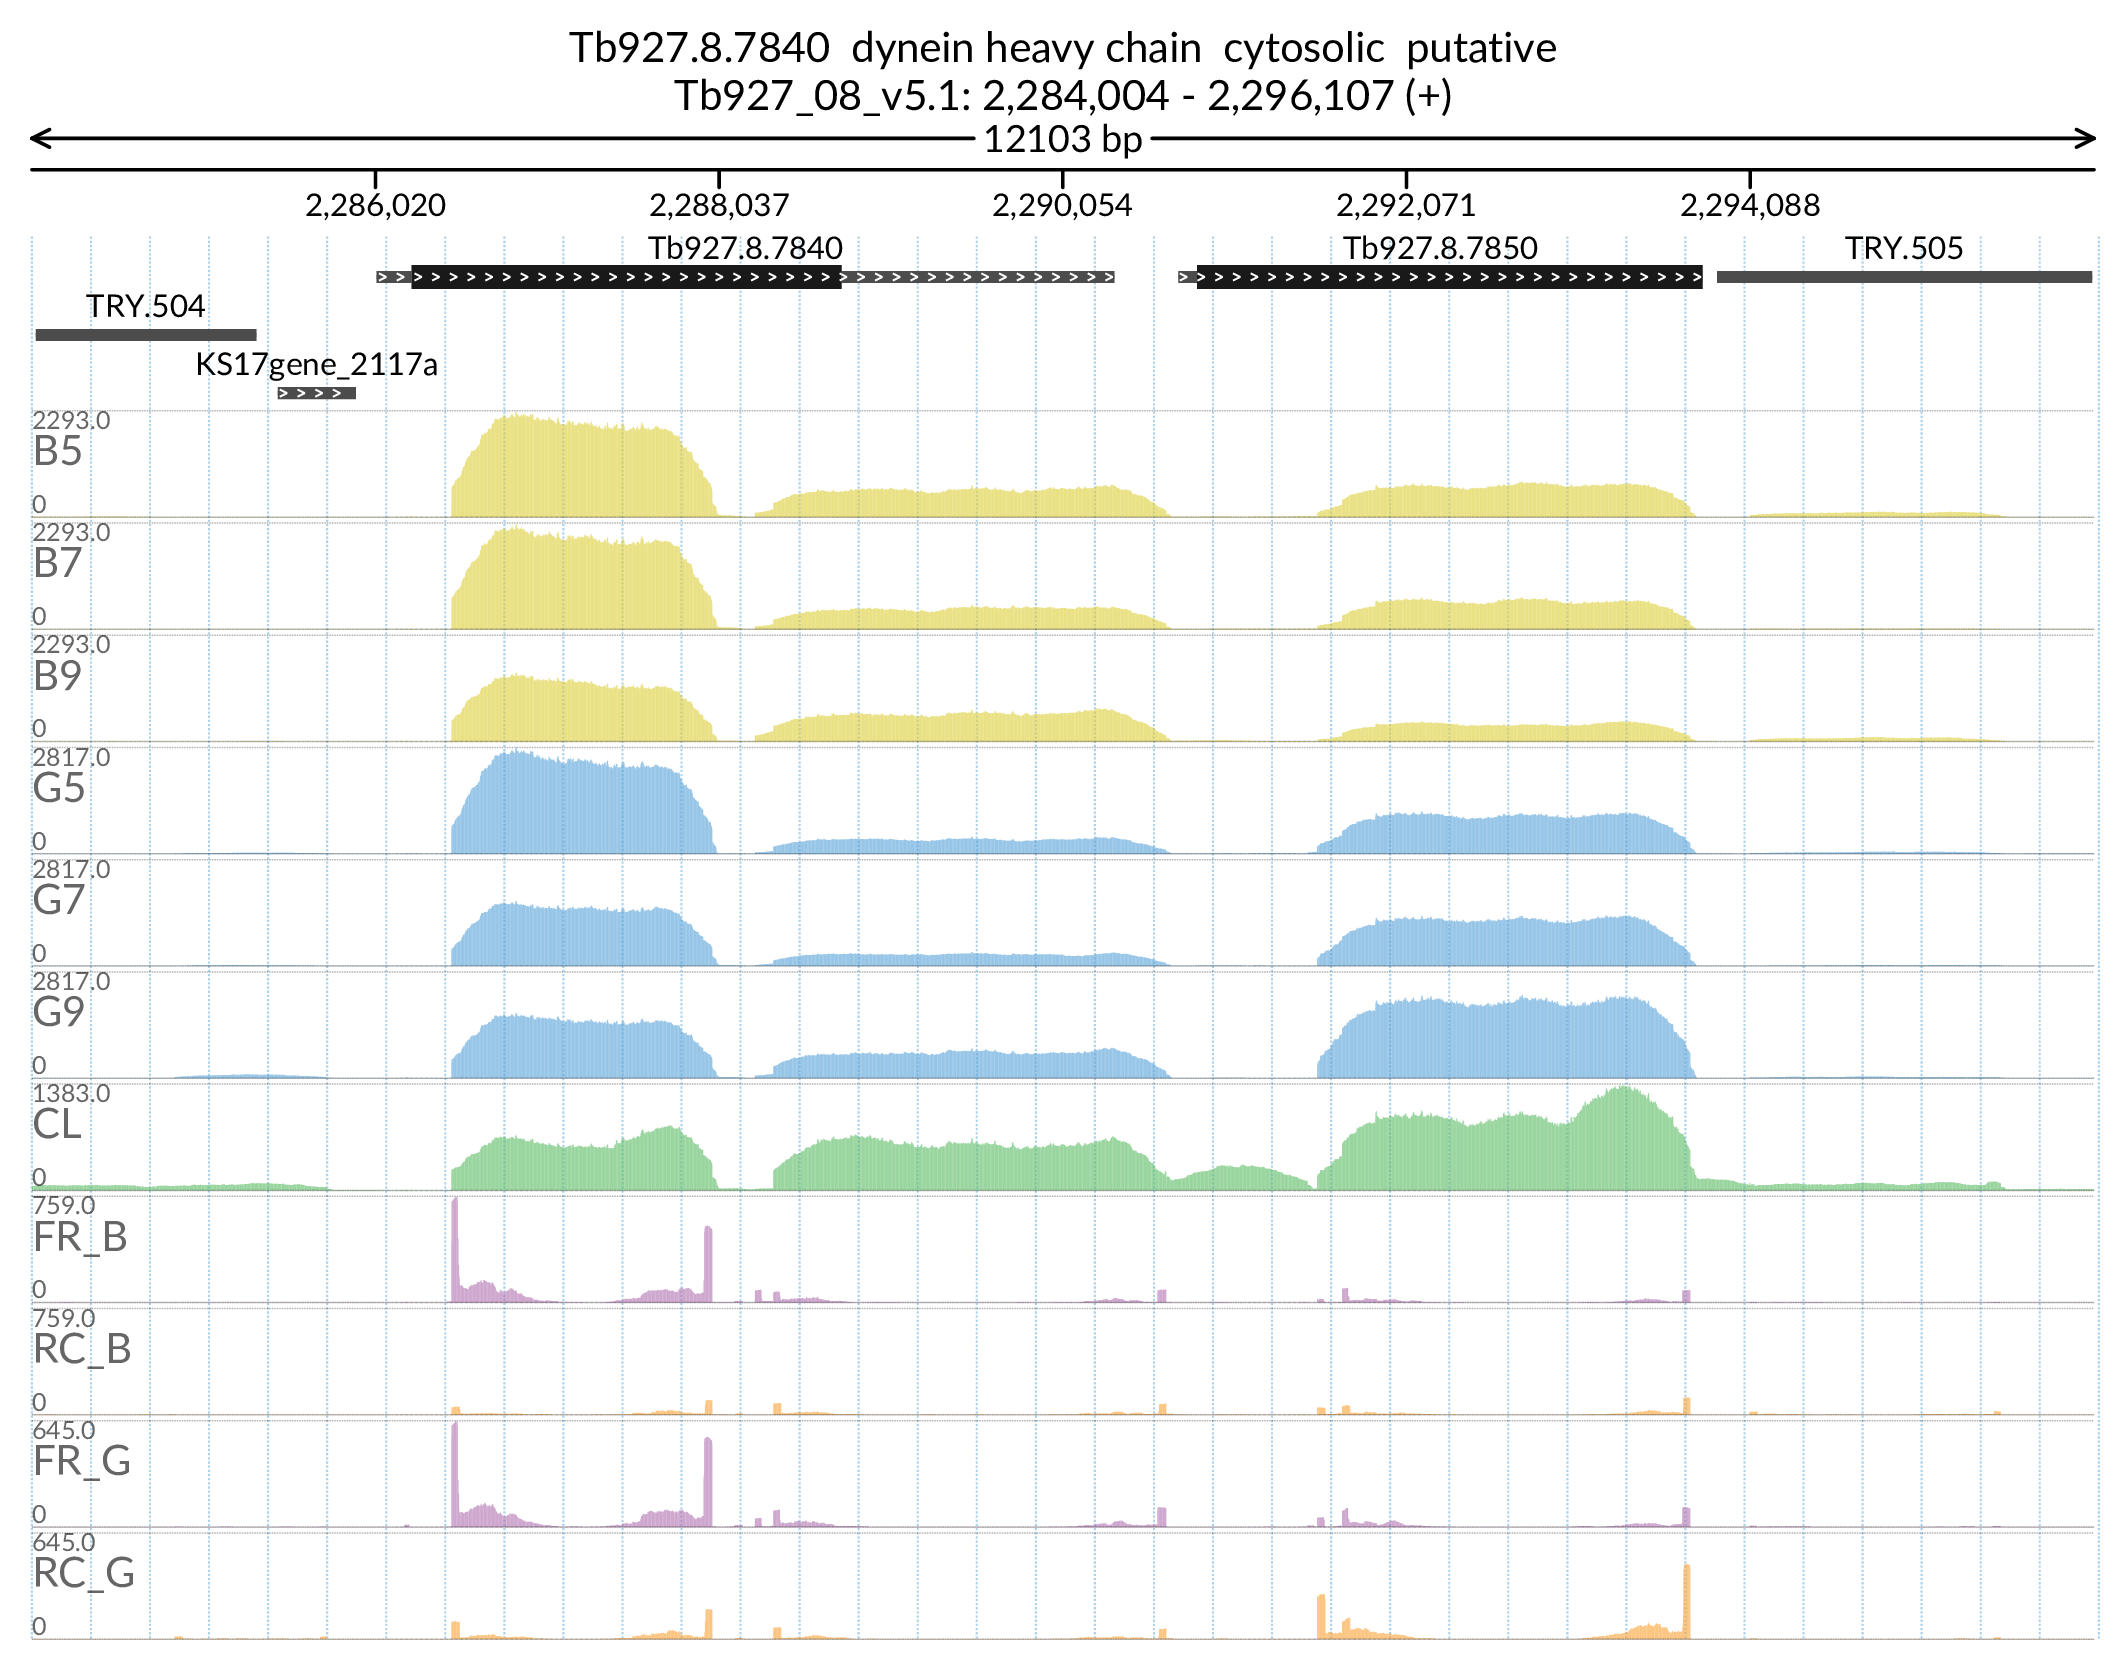 Tb927.8.7840 dynein heavy chain cytosolic putative
Tb927_08_v5.1: 2,284,004 - 2,296,107 (+)
12103 bp
2,286,020 2,288,037 2,290,054 2,292,071 2,294,088
Tb927.8.7840 Tb927.8.7850 TRY.505
TRY.504
KS17gene_2117a
2293.0
B5
0
2293.0
B7
0
2293.0
B9
0
2817.0
G5
0
2817.0
G7
0
2817.0
G9
0
1383.0
CL
0
759.0
FR_B
0
759.0
RC_B
0
645.0
FR_G
0
645.0
RC_G
0